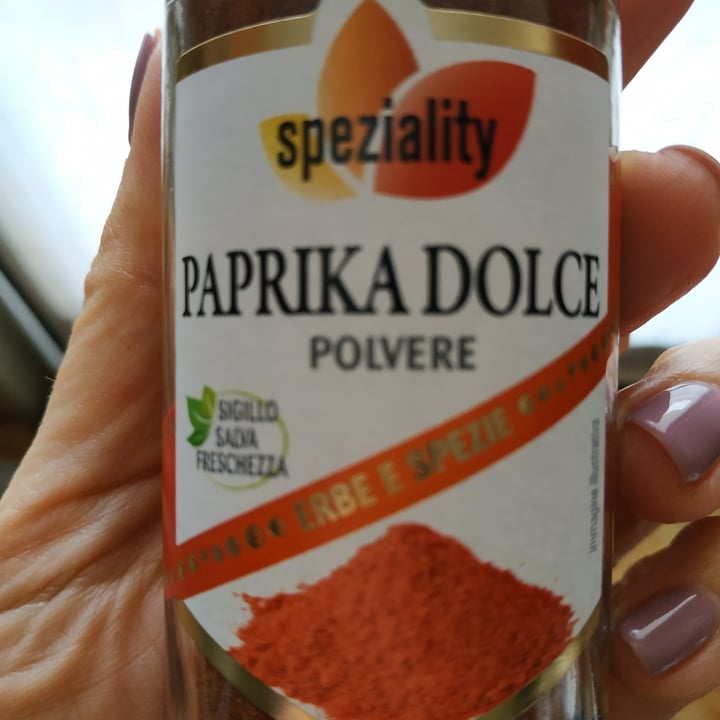 speziality
PAPRIKA DOLCE
POLVERE
SIGILLO
SALVA
FRESCHEZZA
ERBE E SPEZIE
immagine illustrativa